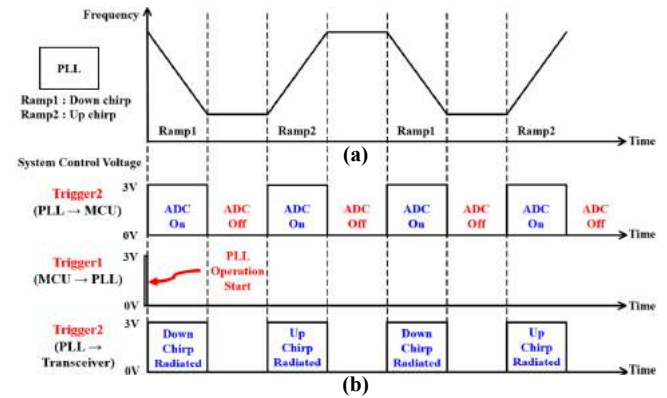 Frequency
PLL
Ramp1 : Down chirp
Ramp2 : Up chirp
Ramp1
Ramp2
Ramp1
Ramp2
Time
(a)
System Control Voltage
Trigger2
(PLL → MCU)
3V
0V
ADC
On
ADC
Off
ADC
On
ADC
Off
ADC
On
ADC
Off
ADC
On
ADC
Off
Time
Trigger1
(MCU → PLL)
3V
0V
PLL
Operation
Start
Time
Trigger2
(PLL →
Transceiver)
3V
0V
Down
Chirp
Radiated
Up
Chirp
Radiated
Down
Chirp
Radiated
Up
Chirp
Radiated
Time
(b)